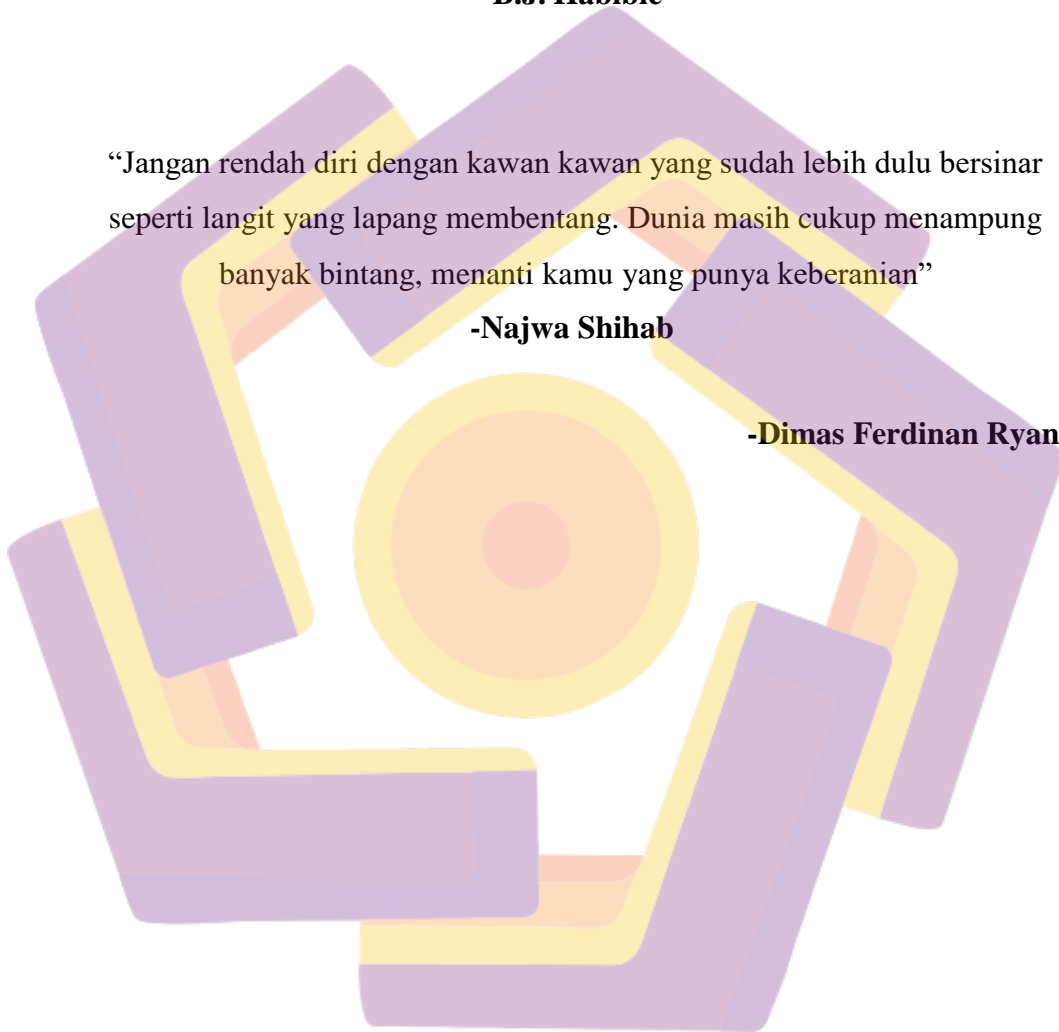 B.J. Habibie
“Jangan rendah diri dengan kawan kawan yang sudah lebih dulu bersinar
seperti langit yang lapang membentang. Dunia masih cukup menampung
banyak bintang, menanti kamu yang punya keberanian”
-Najwa Shihab
-Dimas Ferdinan Ryan